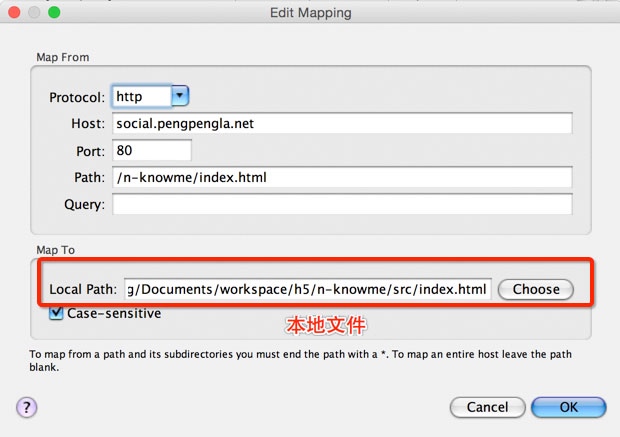 Edit Mapping
Map From
Protocol: http
Host: social.pengpengla.net
Port: 80
Path: /n-knowme/index.html
Query:
Map To
Local Path: g/Documents/workspace/h5/n-knowme/src/index.html Choose
Case-sensitive
本地文件
To map from a path and its subdirectories you must end the path with a *. To map an entire host leave the path
blank.
? Cancel OK